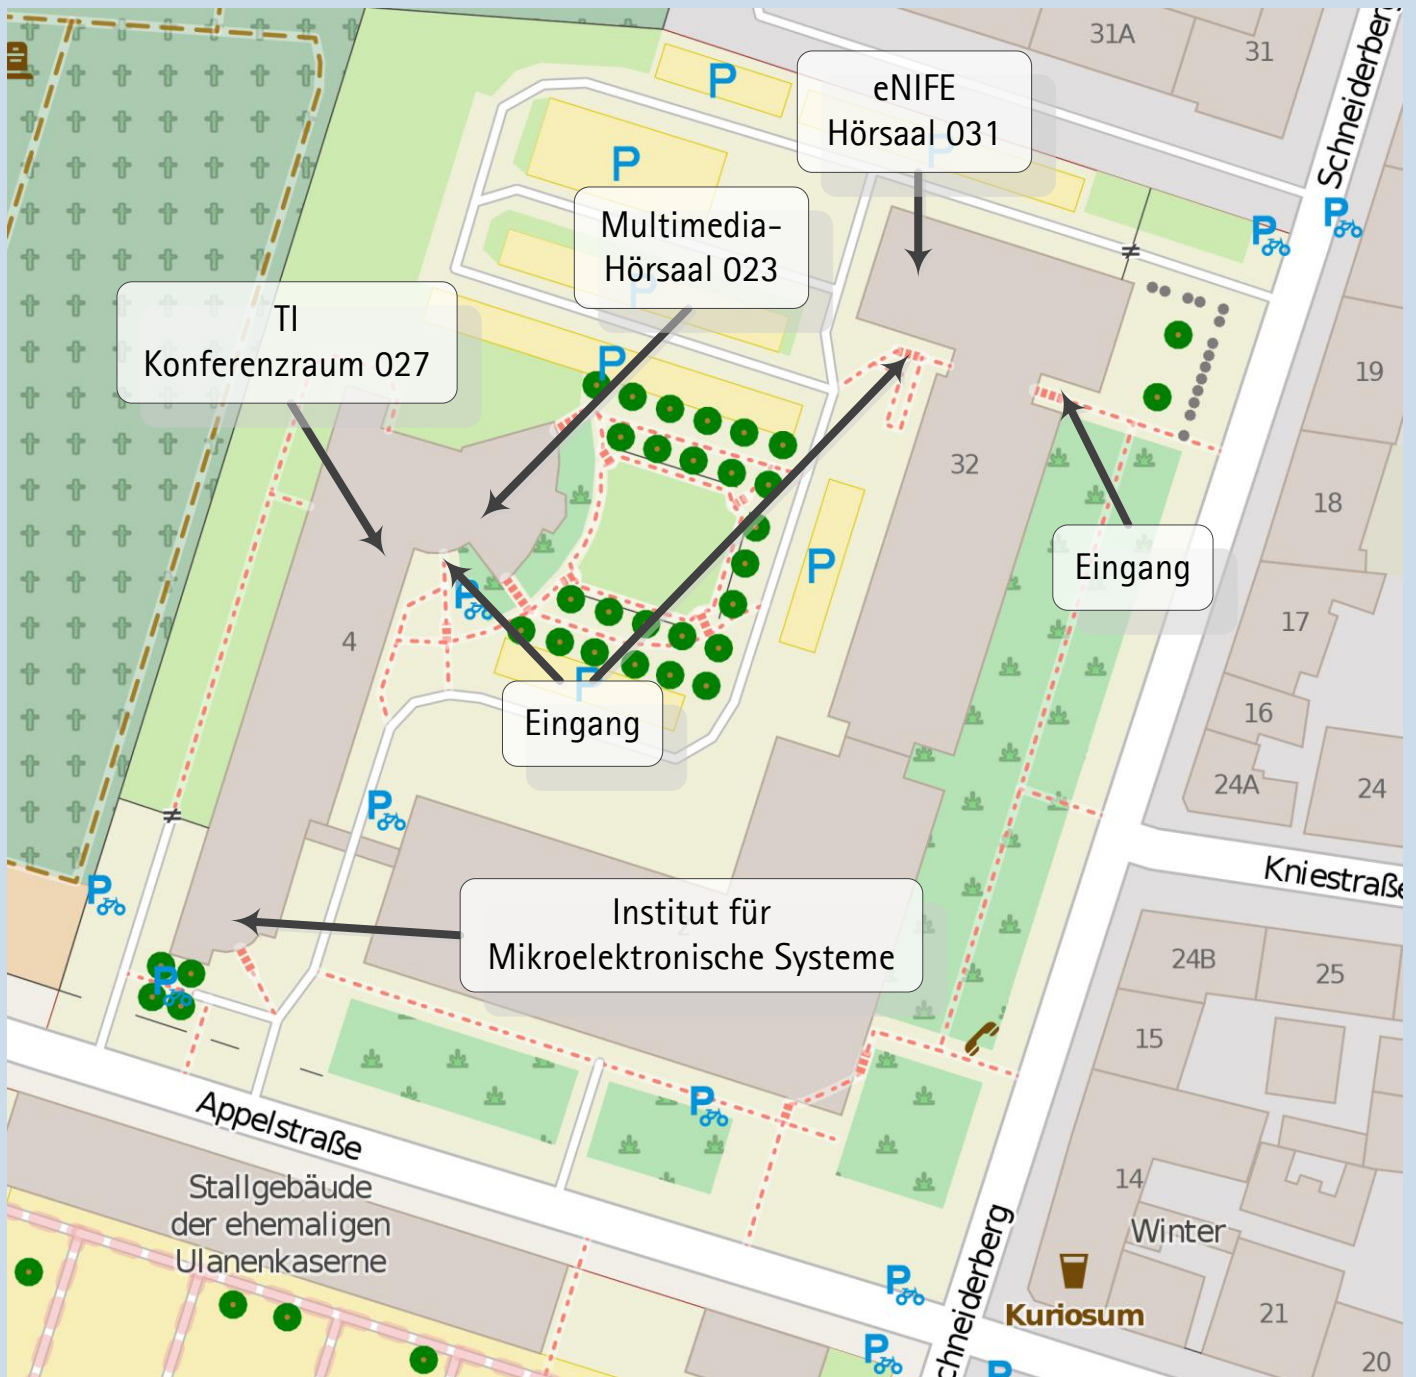 31A
31
Schneiderberg
P
eNIFE
Hörsaal 031
P
P
P
P
Multimedia-
Hörsaal 023
P
TI
Konferenzraum 027
P
19
32
18
P
Eingang
P
17
4
P
Eingang
16
24A
24
P
Kniestraße
P
Institut für
Mikroelektronische Systeme
24B
25
P
15
P
Appelstraße
Stallgebäude
der ehemaligen
Ulanenkaserne
14
Winter
P
Kuriosum
21
P
chneiderberg
P
20